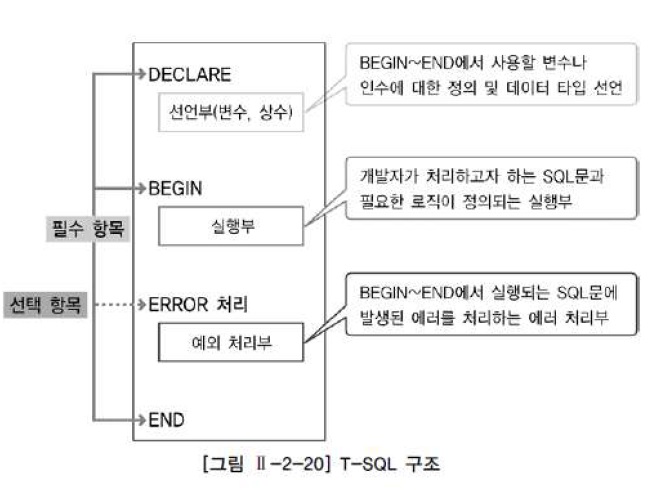 DECLARE
선언부(변수, 상수)
BEGIN~END에서 사용할 변수나
인수에 대한 정의 및 데이터 타입 선언
BEGIN
실행부
개발자가 처리하고자 하는 SQL문과
필요한 로직이 정의되는 실행부
필수 항목
선택 항목
ERROR 처리
예외 처리부
BEGIN~END에서 실행되는 SQL문에
발생된 에러를 처리하는 에러 처리부
END
[그림 Ⅱ-2-20] T-SQL 구조